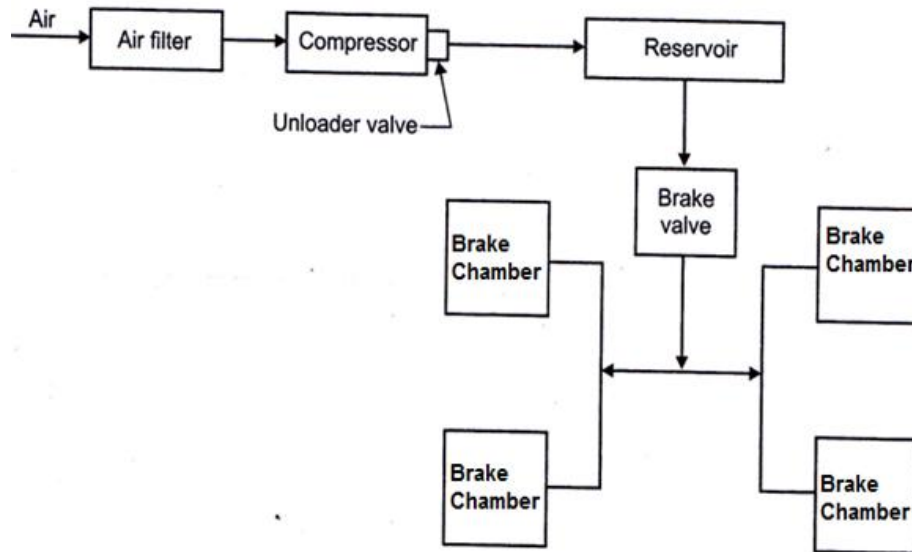 Air
Air filter
Compressor
Reservoir
Unloader valve
Brake
valve
Brake
Chamber
Brake
Chamber
Brake
Chamber
Brake
Chamber